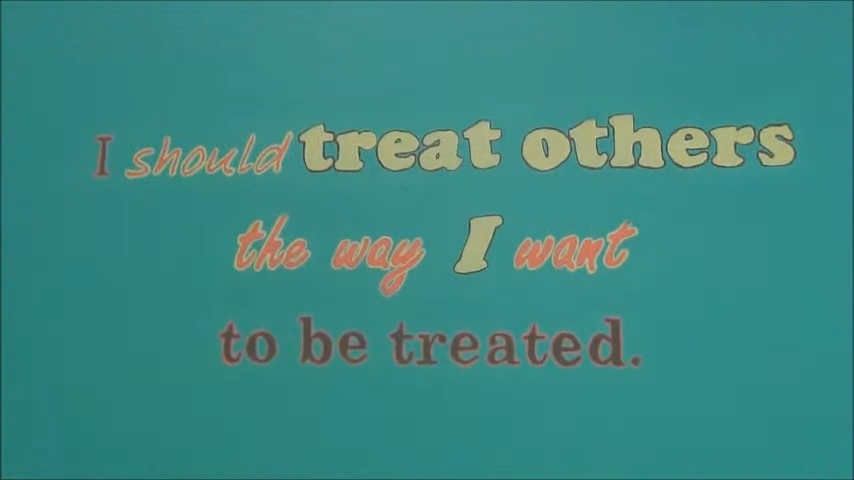 I should treat others
the way I want
to be treated.